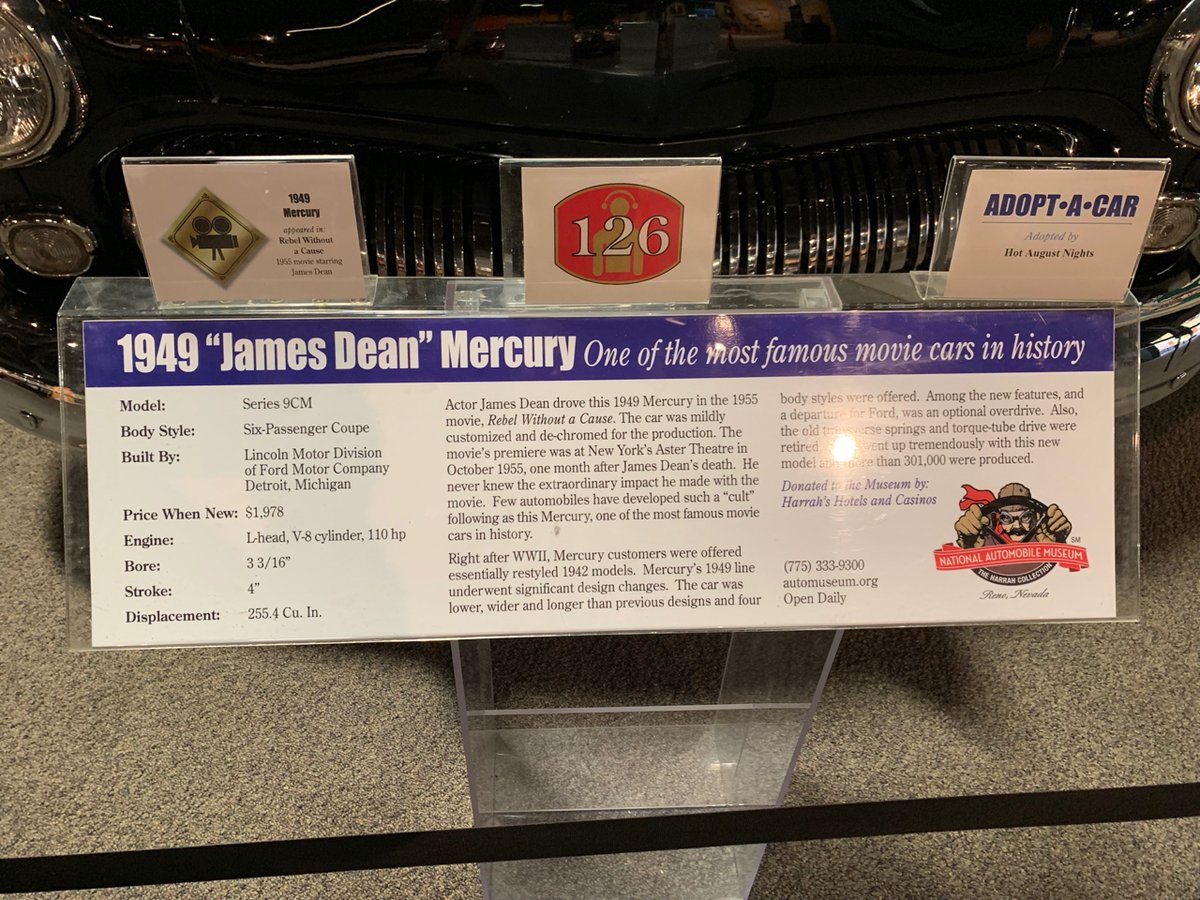 1949
Mercury
appeared in:
Rebel Without
a Cause
1955 movie starring
James Dean
126
ADOPT•A•CAR
Adopted by
Hot August Nights
1949 “James Dean” Mercury One of the most famous movie cars in history
Model: Series 9CM
Body Style: Six-Passenger Coupe
Built By: Lincoln Motor Division
of Ford Motor Company
Detroit, Michigan
Price When New: $1,978
Engine: L-head, V-8 cylinder, 110 hp
Bore: 3 3/16”
Stroke: 4”
Displacement: 255.4 Cu. In.
Actor James Dean drove this 1949 Mercury in the 1955
movie, Rebel Without a Cause. The car was mildly
customized and de-chromed for the production. The
movie’s premiere was at New York’s Aster Theatre in
October 1955, one month after James Dean’s death. He
never knew the extraordinary impact he made with the
movie. Few automobiles have developed such a “cult”
following as this Mercury, one of the most famous movie
cars in history.
Right after WWII, Mercury customers were offered
essentially restyled 1942 models. Mercury’s 1949 line
underwent significant design changes. The car was
lower, wider and longer than previous designs and four
body styles were offered. Among the new features, and
a departure for Ford, was an optional overdrive. Also,
the old transverse springs and torque-tube drive were
retired. went up tremendously with this new
model and more than 301,000 were produced.
Donated to the Museum by:
Harrah’s Hotels and Casinos
(775) 333-9300
automuseum.org
Open Daily
NATIONAL AUTOMOBILE MUSEUM
SM
THE HARRAH COLLECTION
Reno, Nevada